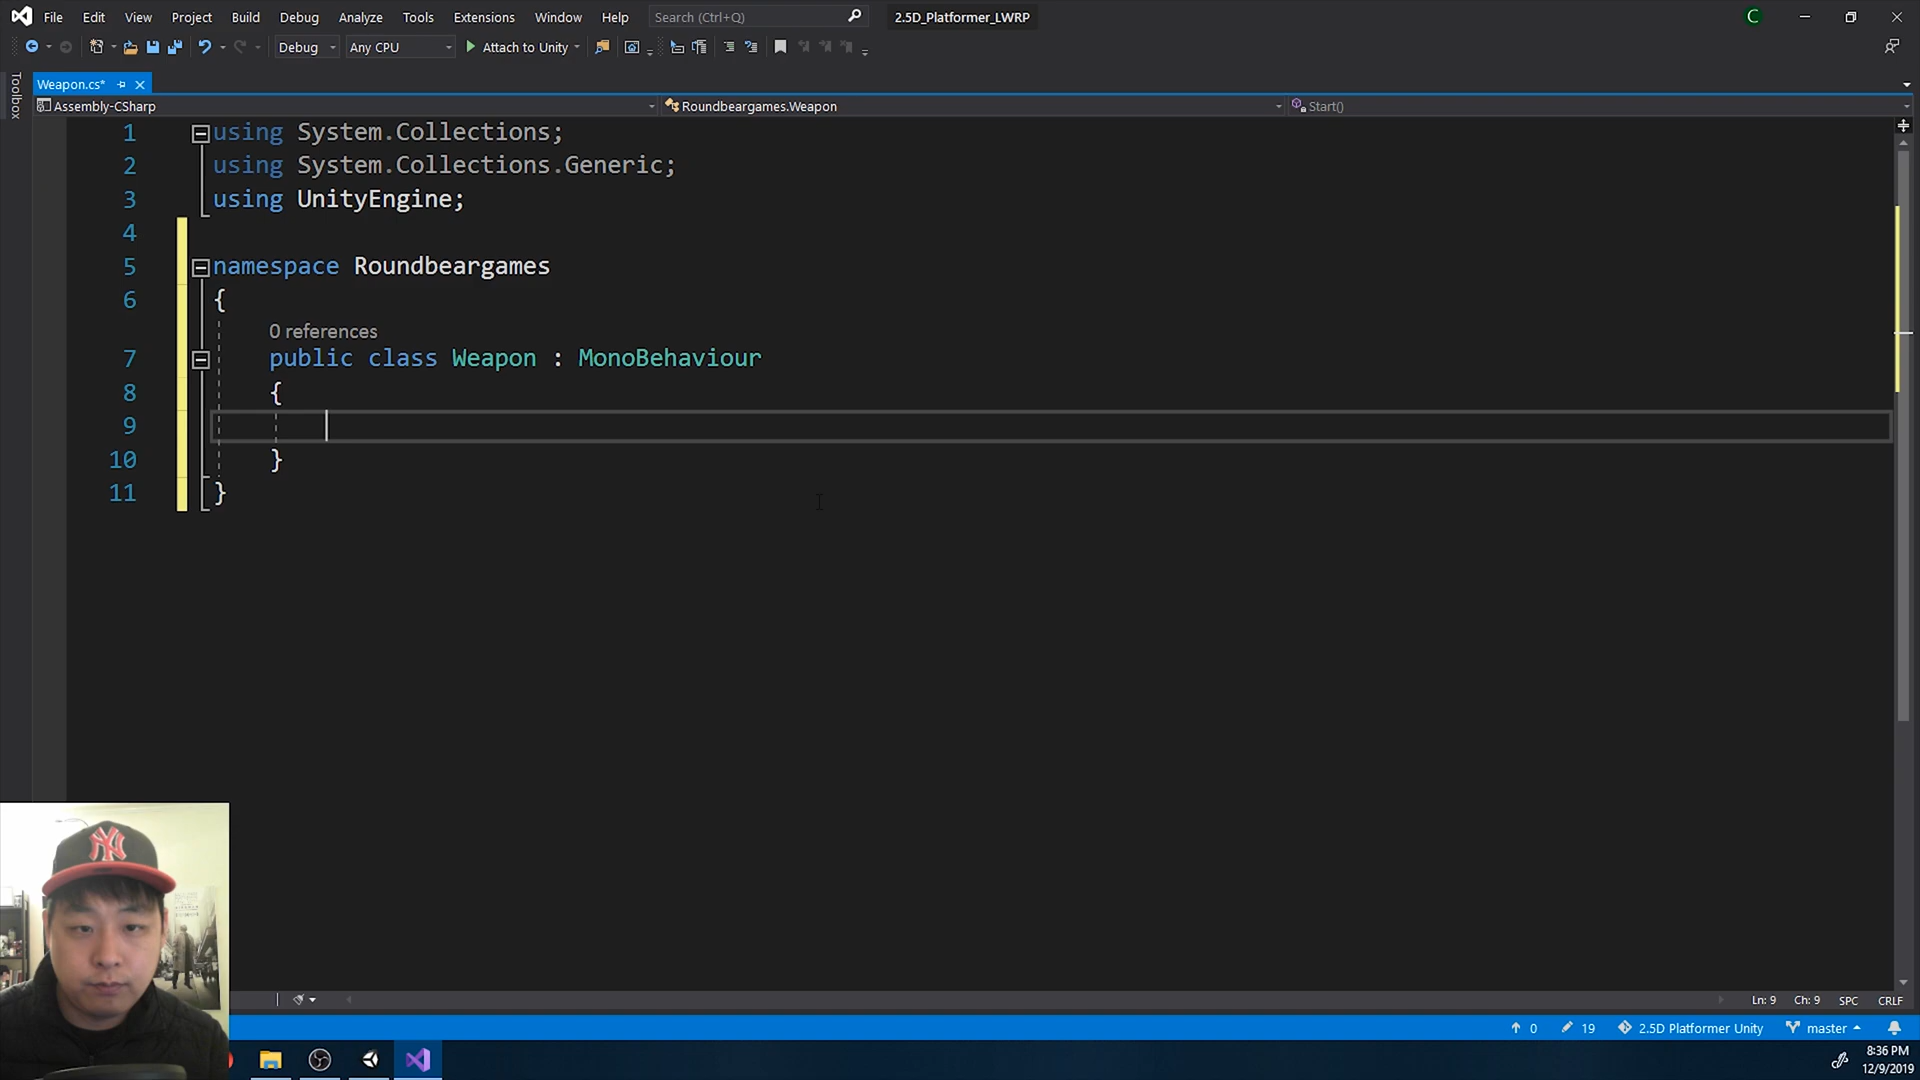 File Edit View Project Build Debug Analyze Tools Extensions Window Help Search (Ctrl+Q) 2.5D_Platformer_LWRP C
Debug Any CPU Attach to Unity
Toolbox
Weapon.cs*
Assembly-CSharp Roundbeargames.Weapon Start()
1 using System.Collections;
2 using System.Collections.Generic;
3 using UnityEngine;
4
5 namespace Roundbeargames
6 {
0 references
7 public class Weapon : MonoBehaviour
8 {
9
10 }
11 }
NY
Ln: 9 Ch: 9 SPC CRLF
0 19 2.5D Platformer Unity master
8:36 PM
12/9/2019